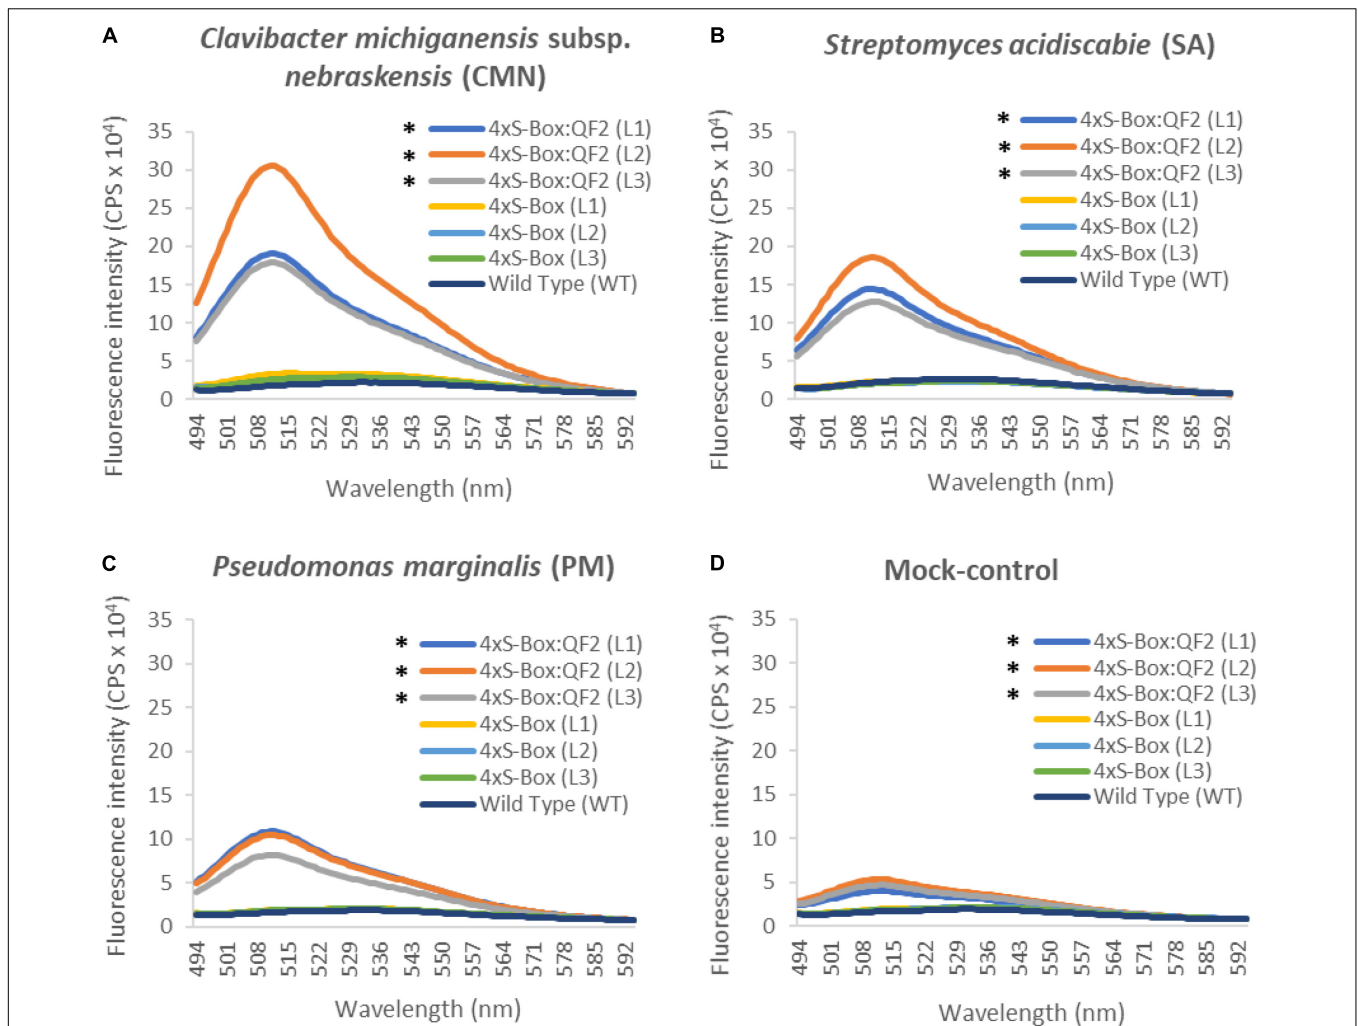 A
Clavibacter michiganensis subsp.
nebraskensis (CMN)
Fluorescence intensity (CPS x 10⁴)
35
30
25
20
15
10
5
0
* 4xS-Box:QF2 (L1)
* 4xS-Box:QF2 (L2)
* 4xS-Box:QF2 (L3)
4xS-Box (L1)
4xS-Box (L2)
4xS-Box (L3)
Wild Type (WT)
494 501 508 515 522 529 536 543 550 557 564 571 578 585 592
Wavelength (nm)
B
Streptomyces acidiscabie (SA)
Fluorescence intensity (CPS x 10⁴)
35
30
25
20
15
10
5
0
* 4xS-Box:QF2 (L1)
* 4xS-Box:QF2 (L2)
* 4xS-Box:QF2 (L3)
4xS-Box (L1)
4xS-Box (L2)
4xS-Box (L3)
Wild Type (WT)
494 501 508 515 522 529 536 543 550 557 564 571 578 585 592
Wavelength (nm)
C
Pseudomonas marginalis (PM)
Fluorescence intensity (CPS x 10⁴)
35
30
25
20
15
10
5
0
* 4xS-Box:QF2 (L1)
* 4xS-Box:QF2 (L2)
* 4xS-Box:QF2 (L3)
4xS-Box (L1)
4xS-Box (L2)
4xS-Box (L3)
Wild Type (WT)
494 501 508 515 522 529 536 543 550 557 564 571 578 585 592
Wavelength (nm)
D
Mock-control
Fluorescence intensity (CPS x 10⁴)
35
30
25
20
15
10
5
0
* 4xS-Box:QF2 (L1)
* 4xS-Box:QF2 (L2)
* 4xS-Box:QF2 (L3)
4xS-Box (L1)
4xS-Box (L2)
4xS-Box (L3)
Wild Type (WT)
494 501 508 515 522 529 536 543 550 557 564 571 578 585 592
Wavelength (nm)